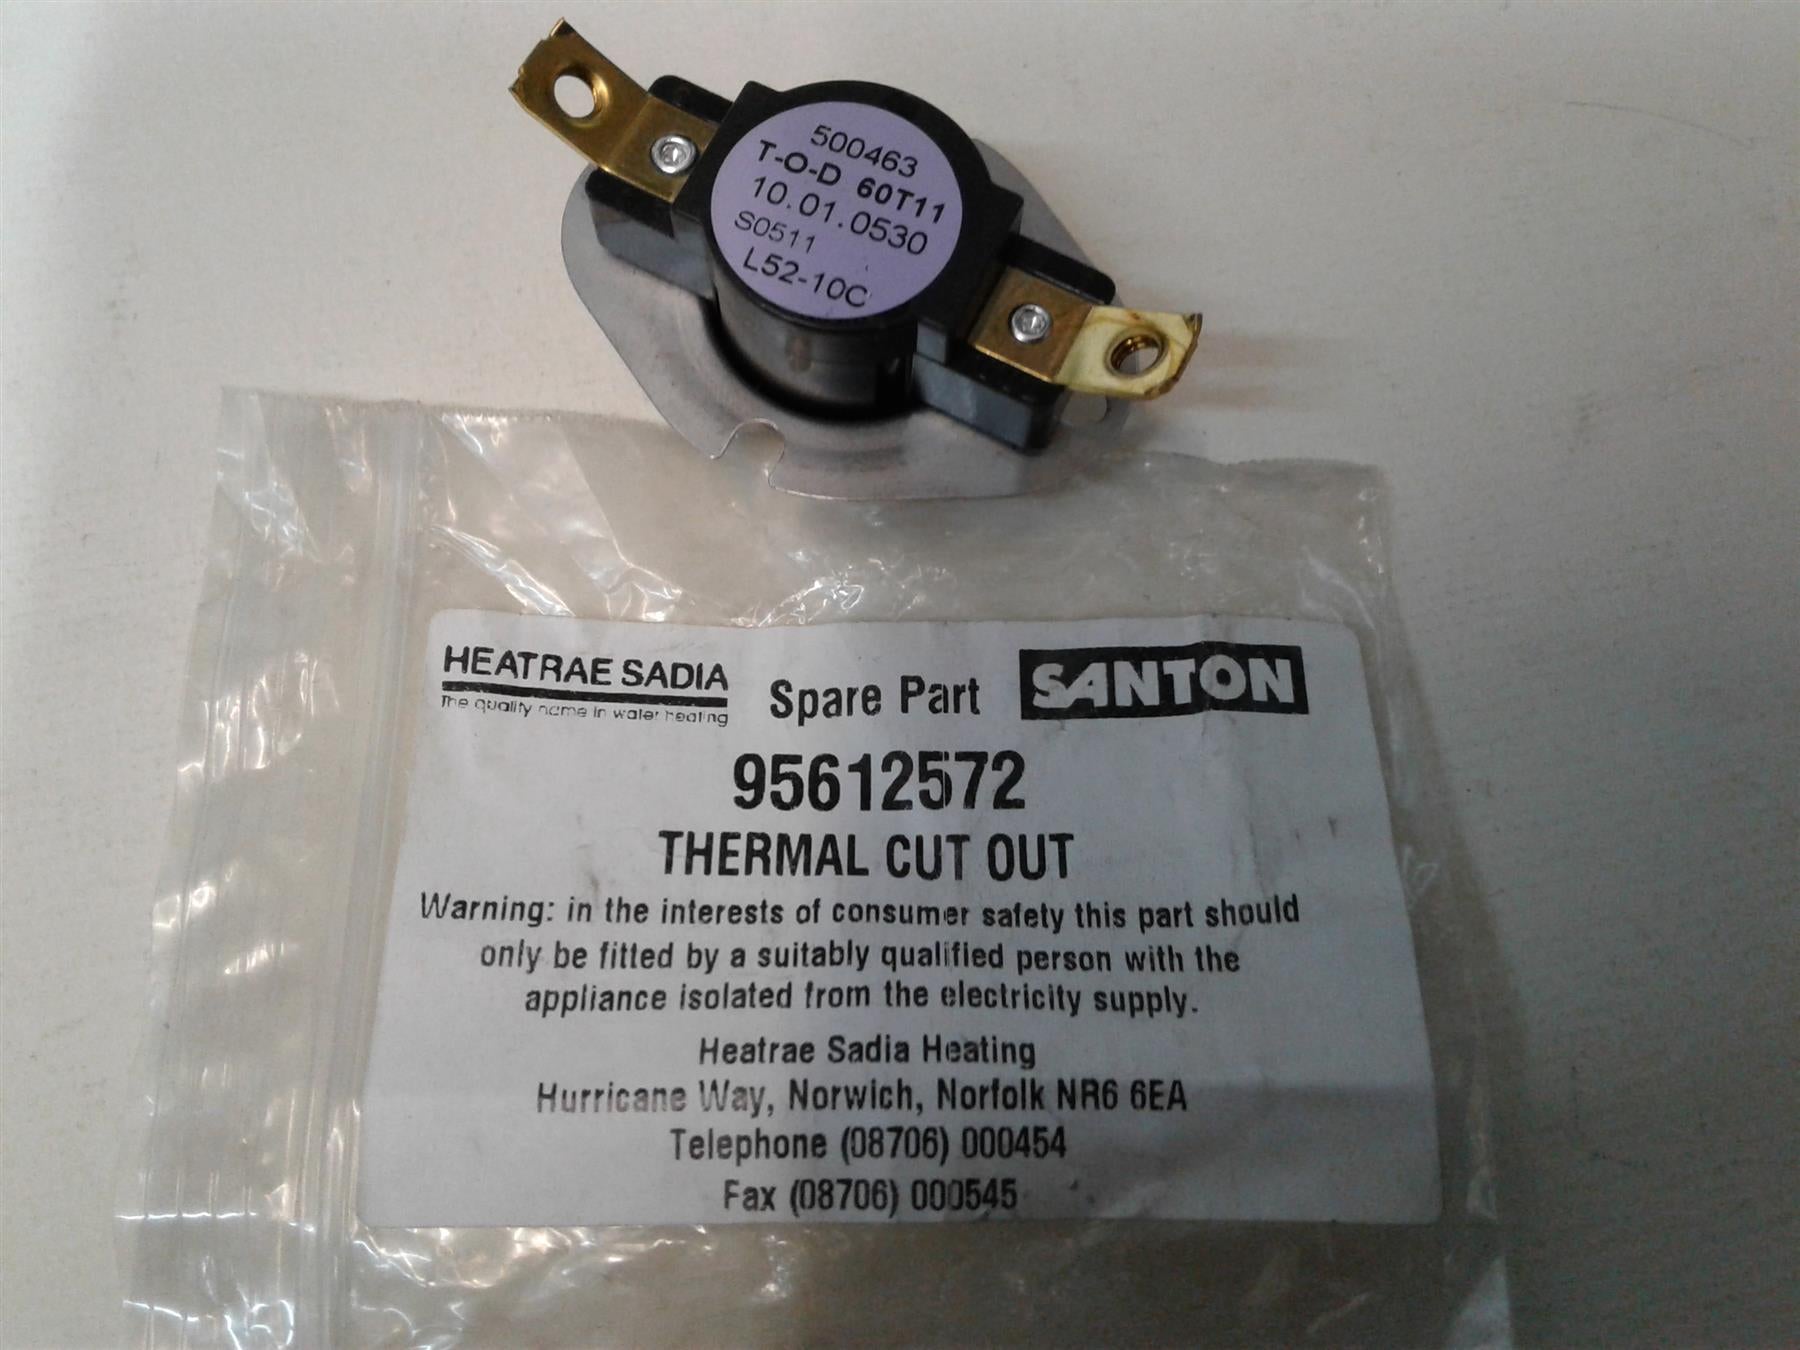 500463
T-O-D 60T11
10.01.0530
S0511
L52-10C
HEATRAE SADIA
The quality name in water heating
Spare Part
SANTON
95612572
THERMAL CUT OUT
Warning: in the interests of consumer safety this part should
only be fitted by a suitably qualified person with the
appliance isolated from the electricity supply.
Heatrae Sadia Heating
Hurricane Way, Norwich, Norfolk NR6 6EA
Telephone (08706) 000454
Fax (08706) 000545